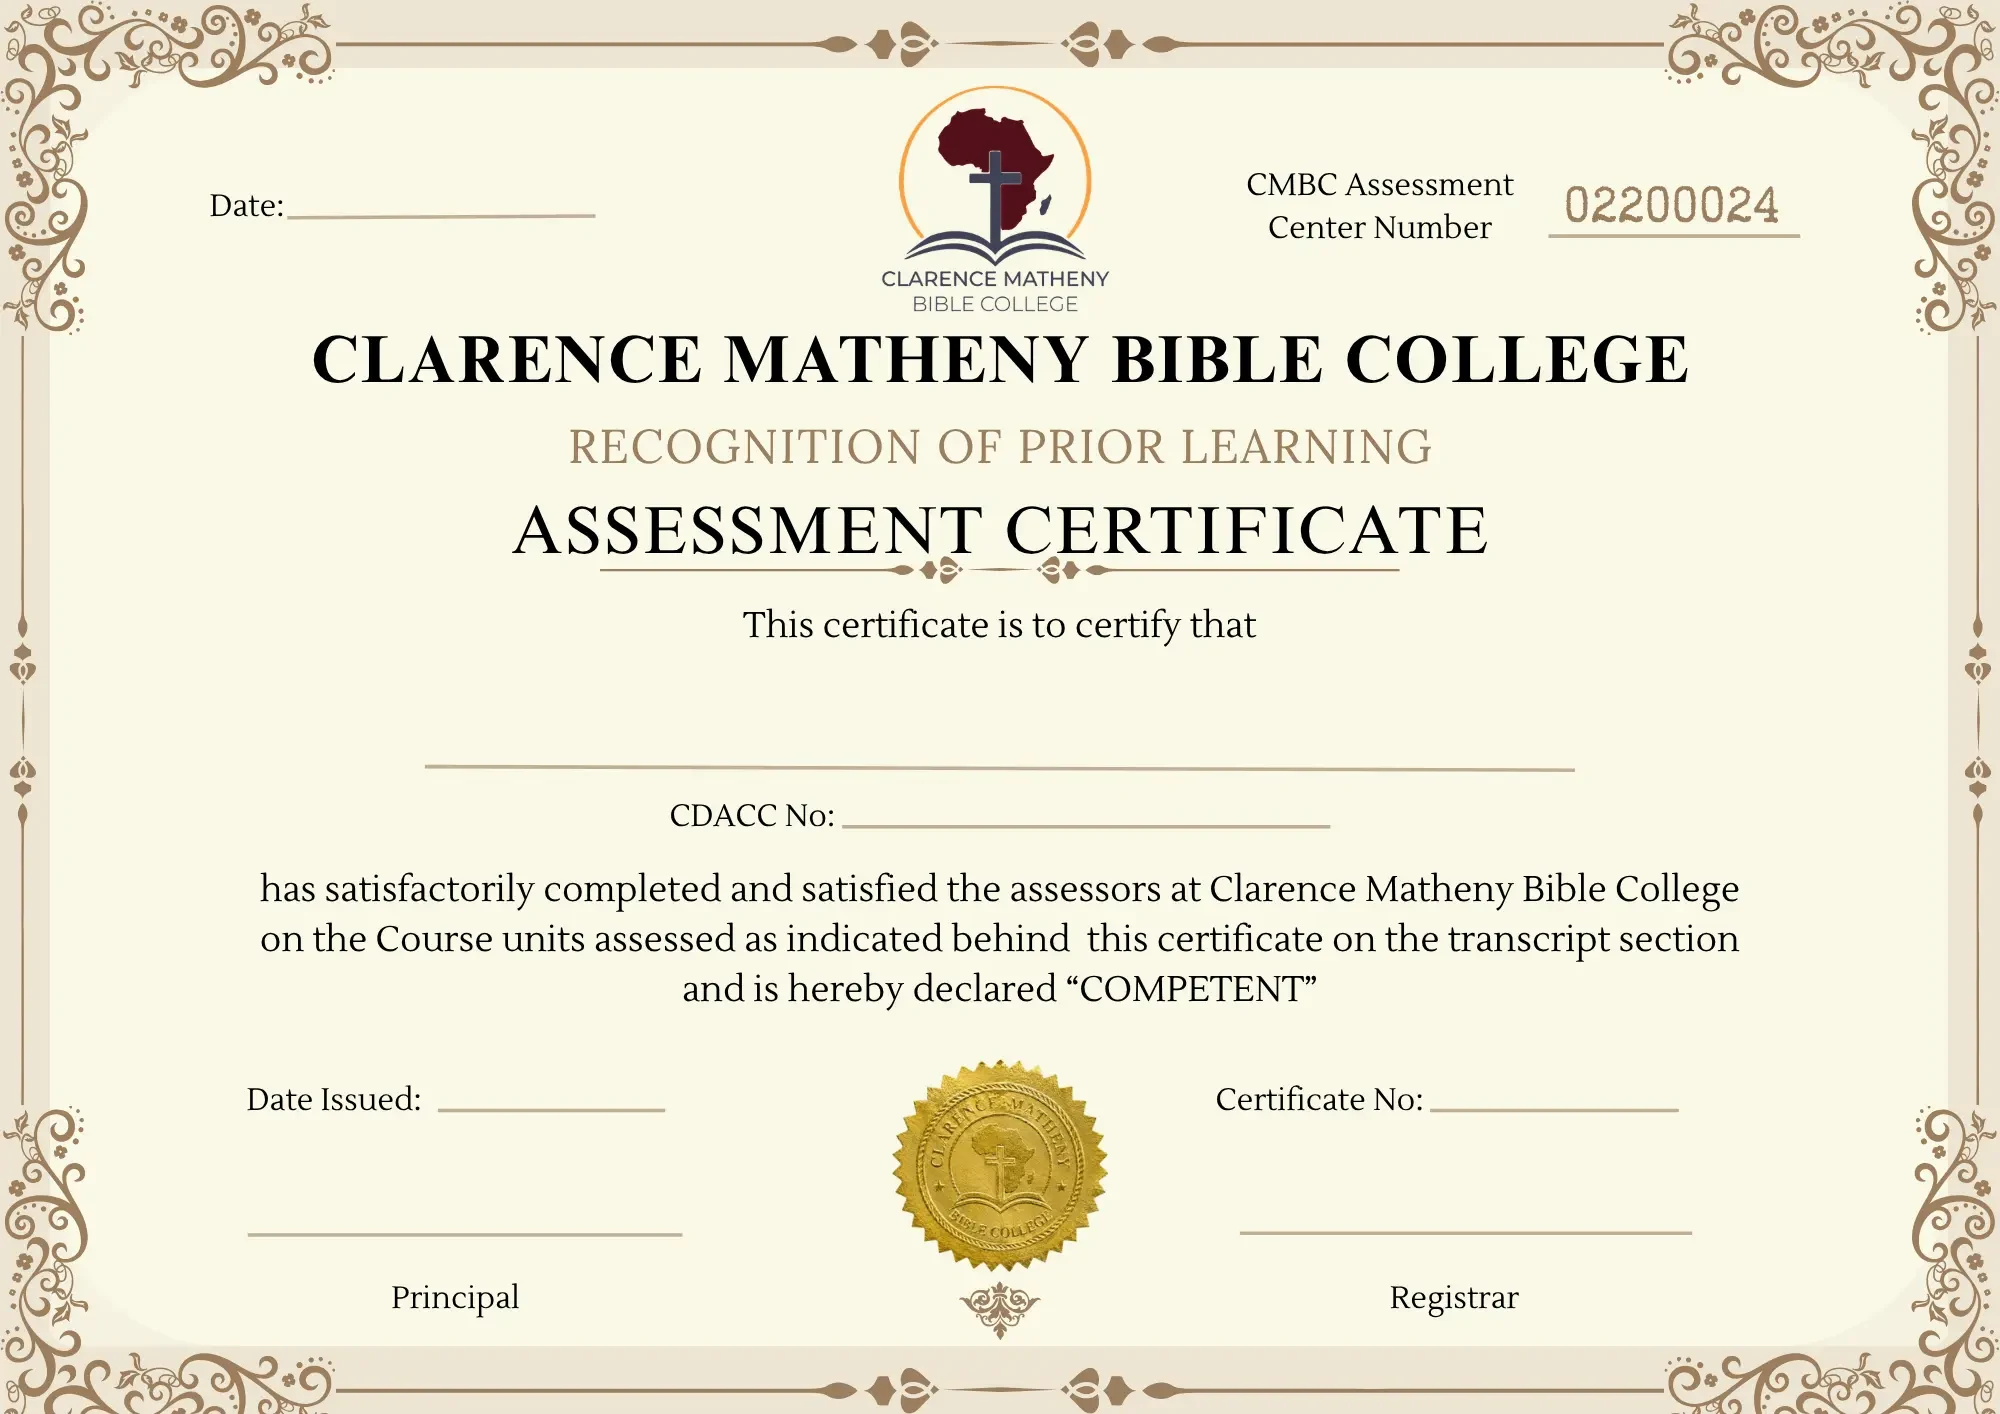 CLARENCE MATHENY
BIBLE COLLEGE
Date:
CMBC Assessment
Center Number
02200024
CLARENCE MATHENY BIBLE COLLEGE
RECOGNITION OF PRIOR LEARNING
ASSESSMENT CERTIFICATE
This certificate is to certify that
CDACC No:
has satisfactorily completed and satisfied the assessors at Clarence Matheny Bible College
on the Course units assessed as indicated behind this certificate on the transcript section
and is hereby declared “COMPETENT”
Date Issued:
Certificate No:
CLARENCE MATHENY
BIBLE COLLEGE
Principal
Registrar